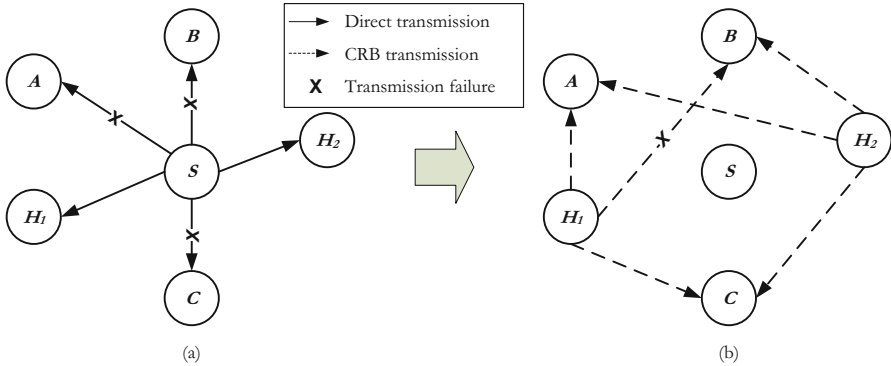 Direct transmission
CRB transmission
X Transmission failure
B
A
X
X
S
H2
H1
X
C
(a)
B
A
X
H2
S
H1
C
(b)